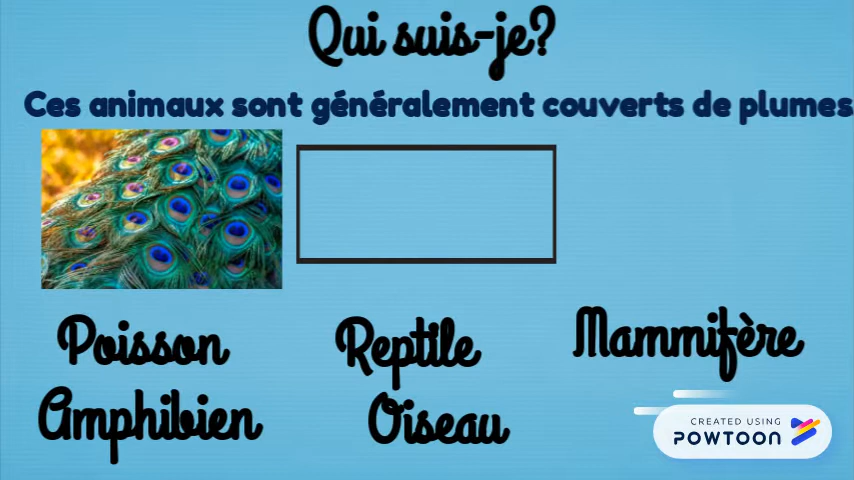 Qui suis-je?
Ces animaux sont généralement couverts de plumes
Poisson Reptile Mammifère
Amphibien Oiseau
CREATED USING
POWTOON